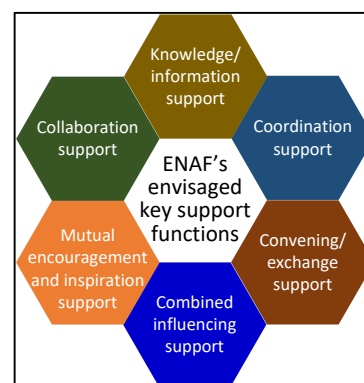 Knowledge/
information
support
Collaboration
support
Coordination
support
ENAF's
envisaged
key support
functions
Mutual
encouragement
and inspiration
support
Convening/
exchange
support
Combined
influencing
support